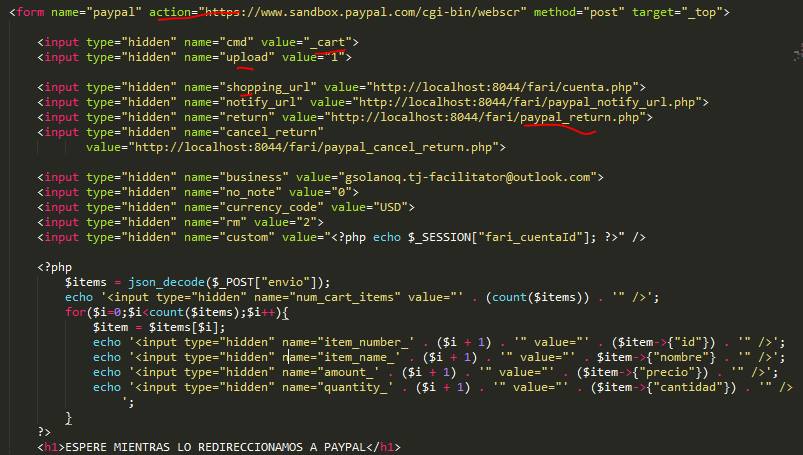 <form name="paypal" action="https://www.sandbox.paypal.com/cgi-bin/webscr" method="post" target="_top">
<input type="hidden" name="cmd" value="_cart">
<input type="hidden" name="upload" value="1">
<input type="hidden" name="shopping_url" value="http://localhost:8044/fari/cuenta.php">
<input type="hidden" name="notify_url" value="http://localhost:8044/fari/paypal_notify_url.php">
<input type="hidden" name="return" value="http://localhost:8044/fari/paypal_return.php">
<input type="hidden" name="cancel_return"
value="http://localhost:8044/fari/paypal_cancel_return.php">
<input type="hidden" name="business" value="gsolanoq.tj-facilitator@outlook.com">
<input type="hidden" name="no_note" value="0">
<input type="hidden" name="currency_code" value="USD">
<input type="hidden" name="rm" value="2">
<input type="hidden" name="custom" value="<?php echo $_SESSION["fari_cuentaId"]; ?>" />
<?php
$items = json_decode($_POST["envio"]);
echo '<input type="hidden" name="num_cart_items" value="' . (count($items)) . '" />';
for($i=0;$i<count($items);$i++){
$item = $items[$i];
echo '<input type="hidden" name="item_number_' . ($i + 1) . '" value="' . ($item->{"id"}) . '" />';
echo '<input type="hidden" name="item_name_' . ($i + 1) . '" value="' . $item->{"nombre"} . '" />';
echo '<input type="hidden" name="amount_' . ($i + 1) . '" value="' . ($item->{"precio"}) . '" />';
echo '<input type="hidden" name="quantity_' . ($i + 1) . '" value="' . ($item->{"cantidad"}) . '" />
';
}
?>
<h1>ESPERE MIENTRAS LO REDIRECCIONAMOS A PAYPAL</h1>